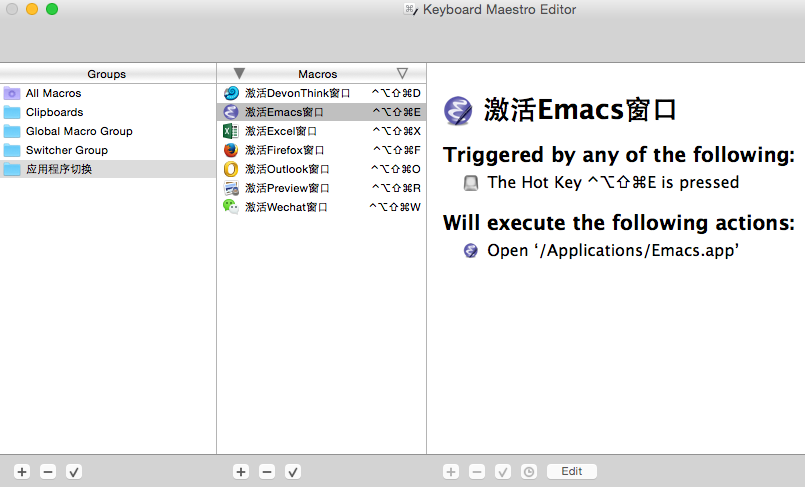 Keyboard Maestro Editor
Groups
All Macros
Clipboards
Global Macro Group
Switcher Group
应用程序切换
Macros
激活DevonThink窗口 ^⌥⇧⌘D
激活Emacs窗口 ^⌥⇧⌘E
激活Excel窗口 ^⌥⇧⌘X
激活Firefox窗口 ^⌥⇧⌘F
激活Outlook窗口 ^⌥⇧⌘O
激活Preview窗口 ^⌥⇧⌘R
激活Wechat窗口 ^⌥⇧⌘W
激活Emacs窗口
Triggered by any of the following:
The Hot Key ^⌥⇧⌘E is pressed
Will execute the following actions:
Open ‘/Applications/Emacs.app’
Edit